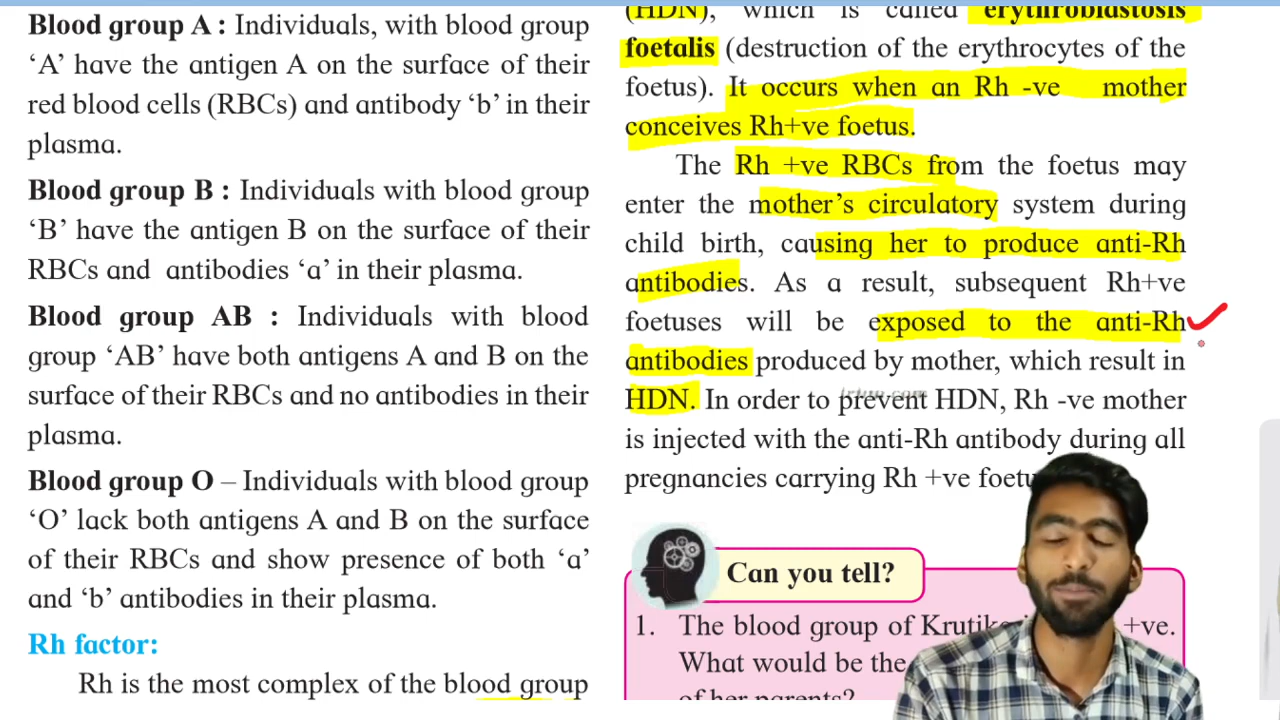 Blood group A : Individuals, with blood group
‘A’ have the antigen A on the surface of their
red blood cells (RBCs) and antibody ‘b’ in their
plasma.
Blood group B : Individuals with blood group
‘B’ have the antigen B on the surface of their
RBCs and antibodies ‘a’ in their plasma.
Blood group AB : Individuals with blood
group ‘AB’ have both antigens A and B on the
surface of their RBCs and no antibodies in their
plasma.
Blood group O – Individuals with blood group
‘O’ lack both antigens A and B on the surface
of their RBCs and show presence of both ‘a’
and ‘b’ antibodies in their plasma.
Rh factor:
Rh is the most complex of the blood group
(HDN), which is called erythroblastosis
foetalis (destruction of the erythrocytes of the
foetus). It occurs when an Rh -ve mother
conceives Rh+ve foetus.
The Rh +ve RBCs from the foetus may
enter the mother’s circulatory system during
child birth, causing her to produce anti-Rh
antibodies. As a result, subsequent Rh+ve
foetuses will be exposed to the anti-Rh
antibodies produced by mother, which result in
HDN. In order to prevent HDN, Rh -ve mother
is injected with the anti-Rh antibody during all
pregnancies carrying Rh +ve
Can you tell?
1. The blood group of +ve.
What would be the
of her parents?